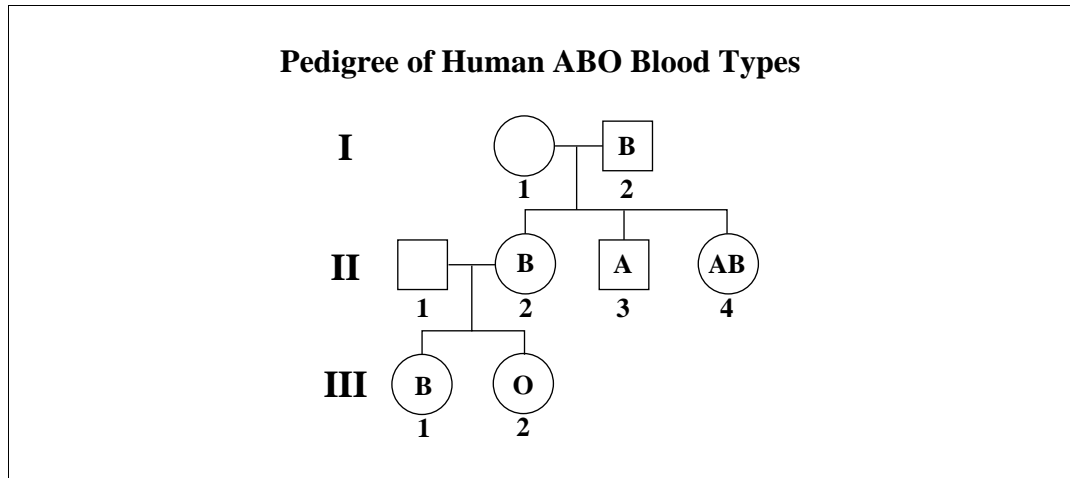 Pedigree of Human ABO Blood Types
I
B
1
2
II
B
A
AB
1
2
3
4
III
B
O
1
2